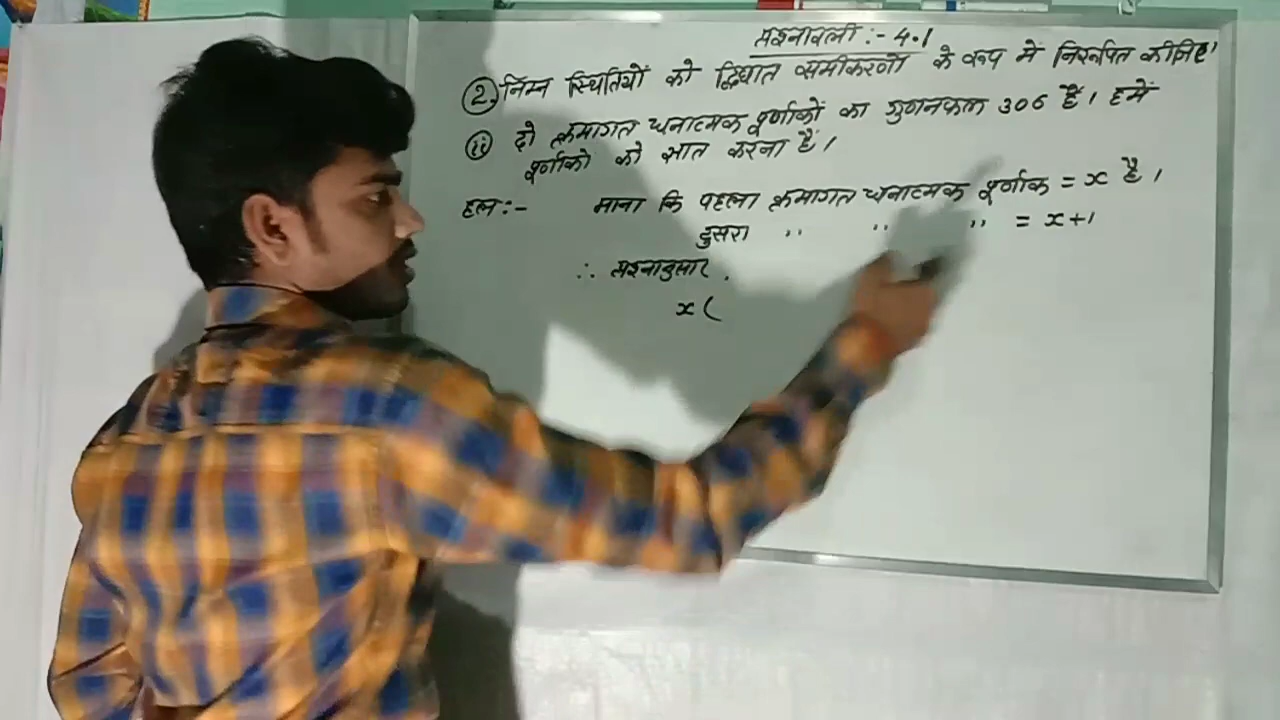 प्रश्नावली :- 4.1
2. निम्न स्थितियों को द्विघात समीकरणों के रूप में निरूपित कीजिए।
ii दो क्रमागत धनात्मक पूर्णांकों का गुणनफल 306 है। हमें
पूर्णांको को ज्ञात करना है।
हल:- माना कि पहला क्रमागत धनात्मक पूर्णांक = x है।
दुसरा " " " = x+1
∴ प्रश्नानुसार,
x (